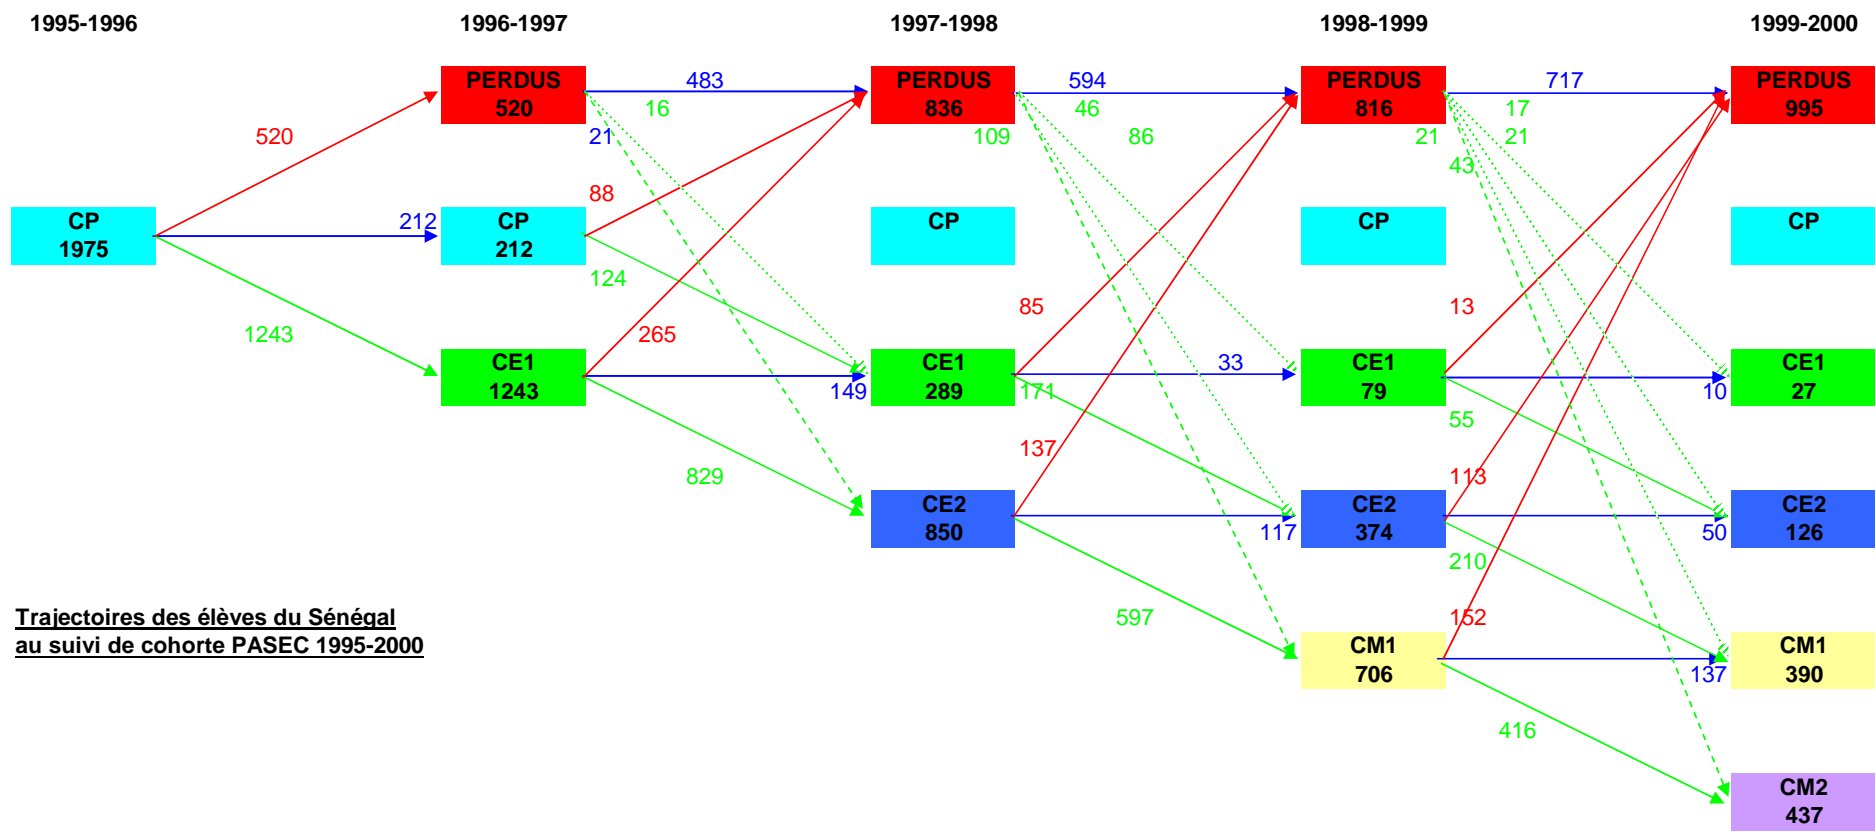 1995-1996 1996-1997 1997-1998 1998-1999 1999-2000
PERDUS 483 PERDUS 594 PERDUS 717 PERDUS
520 16 836 46 816 17 995
520 21 109 86 21 21
43
88
CP 212 CP CP CP CP
1975 212
124
1243 265 85 13
CE1 CE1 33 CE1 CE1
1243 149 289 171 79 10 27
55
137
829 113
CE2 CE2 CE2
850 117 374 50 126
210
Trajectoires des élèves du Sénégal 597 152
au suivi de cohorte PASEC 1995-2000
CM1 CM1
706 137 390
416
CM2
437